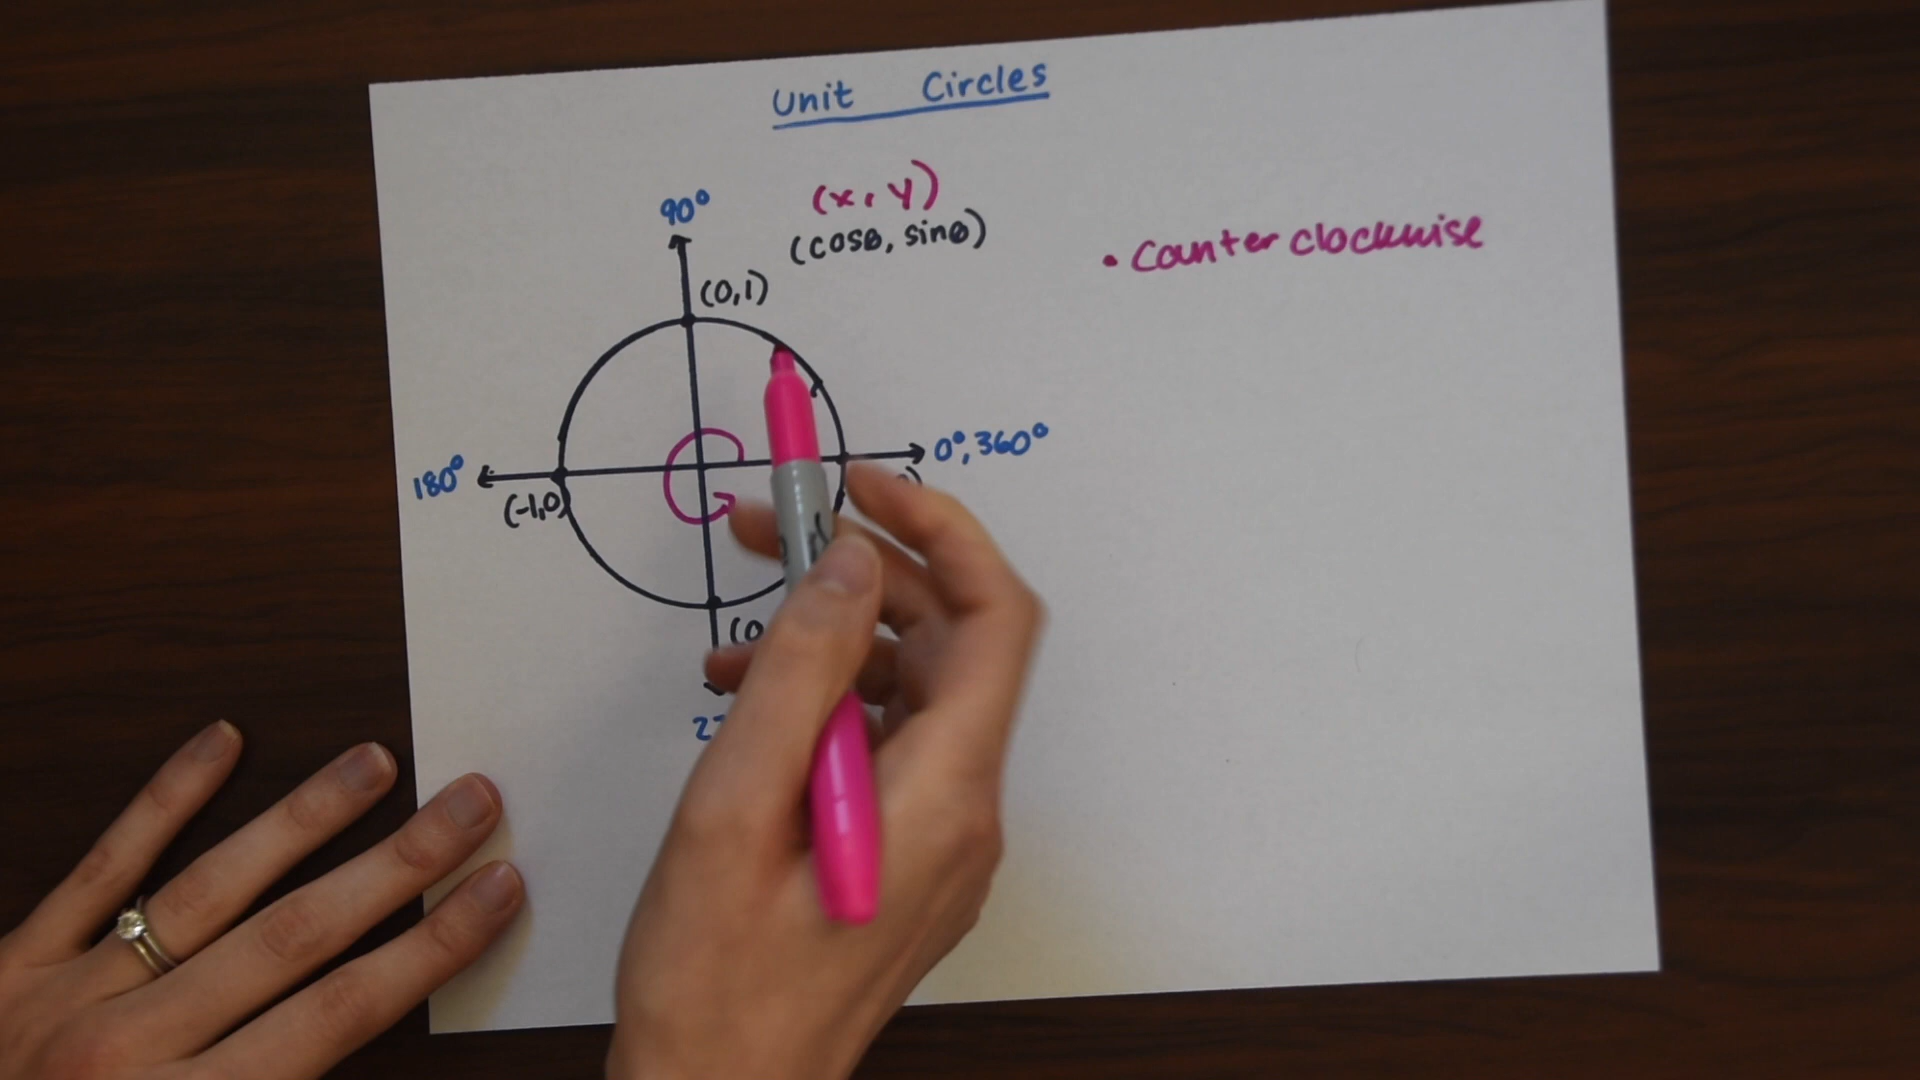 Unit Circles
90°
(x, y)
(cosθ, sinθ)
• Counter clockwise
(0,1)
0°, 360°
180°
(-1,0)